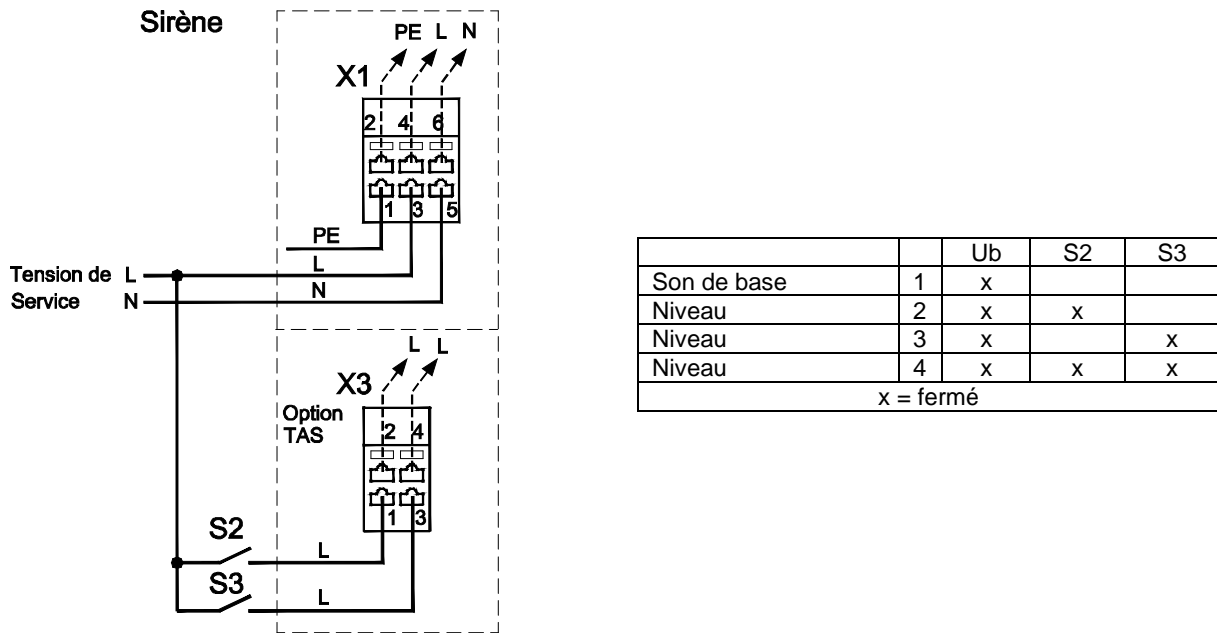 Sirène
PE L N
X1
2 4 6
1 3 5
PE
L
N
Tension de L
Service N
L L
X3
Option
TAS
2 4
1 3
S2
L
S3
L
Ub S2 S3
Son de base 1 x
Niveau 2 x x
Niveau 3 x x
Niveau 4 x x x
x = fermé